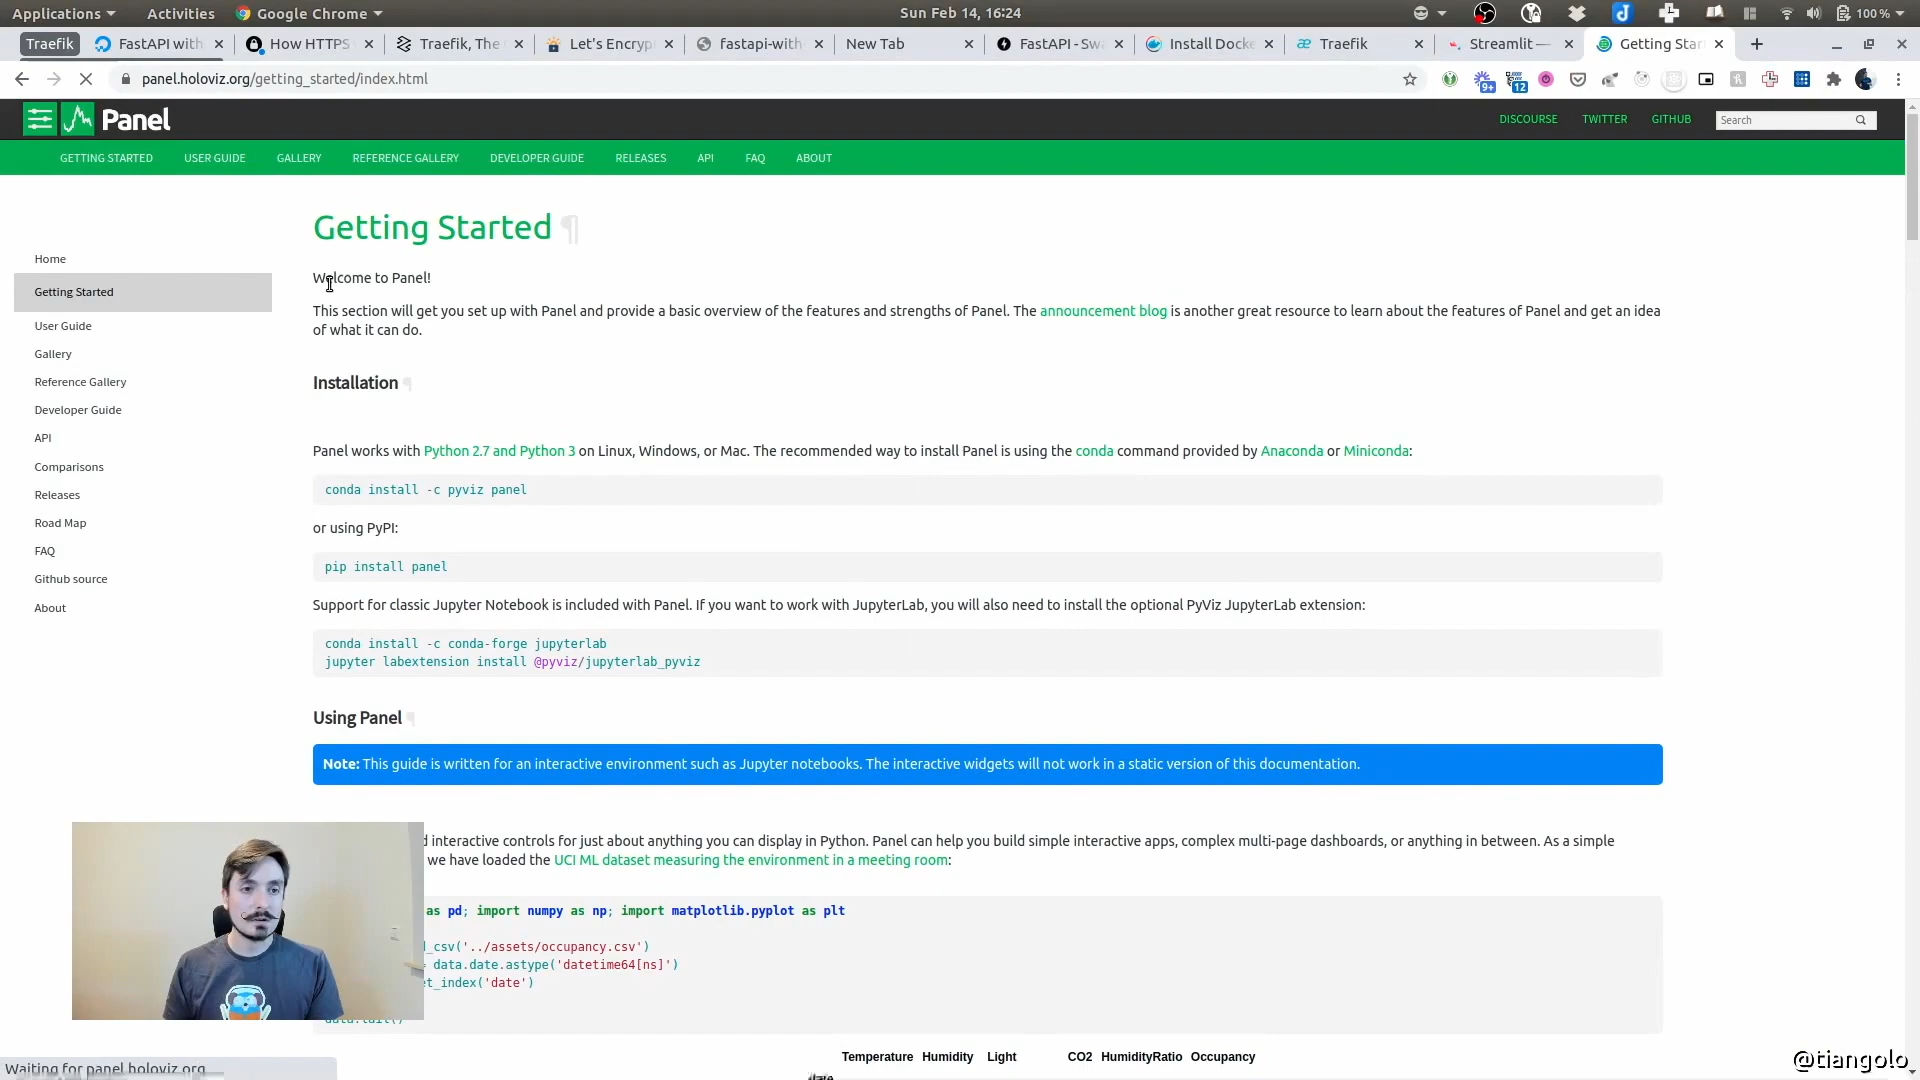 Applications
Activities
Google Chrome
Sun Feb 14, 16:24
100 %
Traefik
FastAPI with
How HTTPS
Traefik, The
Let's Encryp
fastapi-with
New Tab
FastAPI - Sw
Install Docke
Traefik
Streamlit —
Getting Star
panel.holoviz.org/getting_started/index.html
9+
12
Panel
DISCOURSE
TWITTER
GITHUB
Search
GETTING STARTED
USER GUIDE
GALLERY
REFERENCE GALLERY
DEVELOPER GUIDE
RELEASES
API
FAQ
ABOUT
Home
Getting Started
User Guide
Gallery
Reference Gallery
Developer Guide
API
Comparisons
Releases
Road Map
FAQ
Github source
About
Getting Started ¶
Welcome to Panel!
This section will get you set up with Panel and provide a basic overview of the features and strengths of Panel. The announcement blog is another great resource to learn about the features of Panel and get an idea
of what it can do.
Installation ¶
Panel works with Python 2.7 and Python 3 on Linux, Windows, or Mac. The recommended way to install Panel is using the conda command provided by Anaconda or Miniconda:
conda install -c pyviz panel
or using PyPI:
pip install panel
Support for classic Jupyter Notebook is included with Panel. If you want to work with JupyterLab, you will also need to install the optional PyViz JupyterLab extension:
conda install -c conda-forge jupyterlab
jupyter labextension install @pyviz/jupyterlab_pyviz
Using Panel ¶
Note: This guide is written for an interactive environment such as Jupyter notebooks. The interactive widgets will not work in a static version of this documentation.
interactive controls for just about anything you can display in Python. Panel can help you build simple interactive apps, complex multi-page dashboards, or anything in between. As a simple
we have loaded the UCI ML dataset measuring the environment in a meeting room:
as pd; import numpy as np; import matplotlib.pyplot as plt
_csv('../assets/occupancy.csv')
= data.date.astype('datetime64[ns]')
et_index('date')
data.tail()
Temperature Humidity Light CO2 HumidityRatio Occupancy
date
Waiting for panel.holoviz.org
@tiangolo